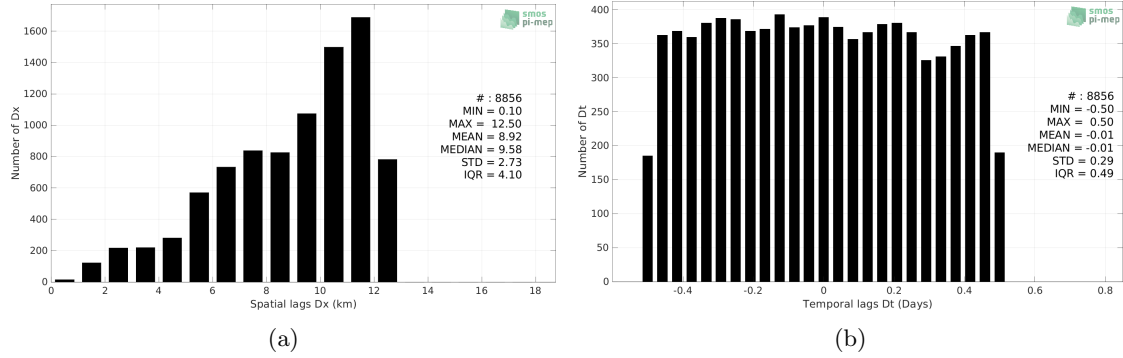 smos
pi-mep
1600
1400
1200
1000
800
600
400
200
0
Number of Dx
# : 8856
MIN = 0.10
MAX = 12.50
MEAN = 8.92
MEDIAN = 9.58
STD = 2.73
IQR = 4.10
0 2 4 6 8 10 12 14 16 18
Spatial lags Dx (km)
(a)
smos
pi-mep
400
350
300
250
200
150
100
50
0
Number of Dt
# : 8856
MIN = -0.50
MAX = 0.50
MEAN = -0.01
MEDIAN = -0.01
STD = 0.29
IQR = 0.49
-0.4 -0.2 0 0.2 0.4 0.6 0.8
Temporal lags Dt (Days)
(b)